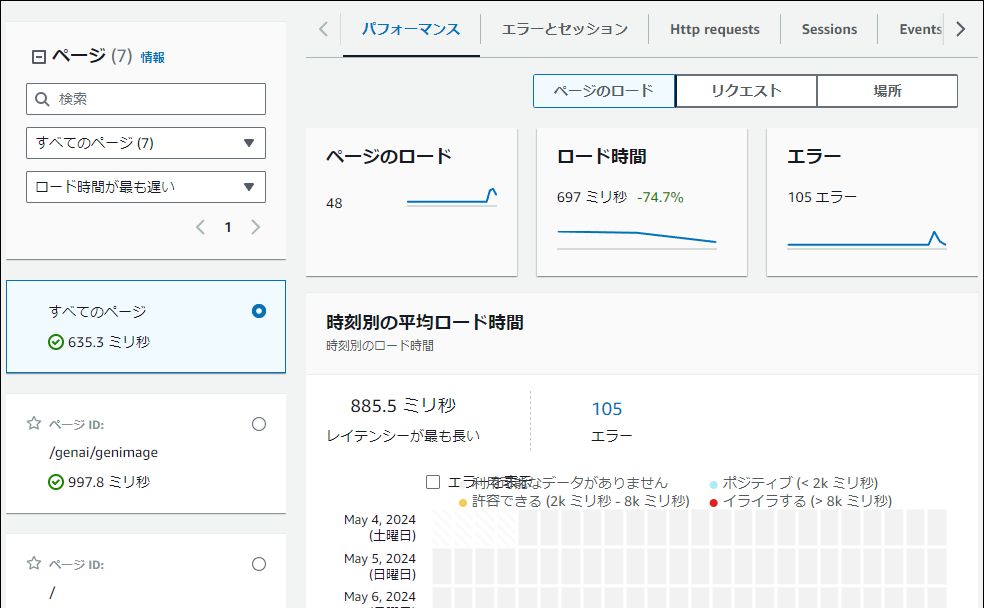 ページ (7) 情報
検索
すべてのページ (7)
ロード時間が最も遅い
1
すべてのページ
635.3 ミリ秒
ページ ID:
/genai/genimage
997.8 ミリ秒
ページ ID:
/
パフォーマンス エラーとセッション Http requests Sessions Events
ページのロード リクエスト 場所
ページのロード
48
ロード時間
697 ミリ秒 -74.7%
エラー
105 エラー
時刻別の平均ロード時間
時刻別のロード時間
885.5 ミリ秒
レイテンシーが最も長い
105
エラー
エラーを表示
利用可能なデータがありません ポジティブ (< 2k ミリ秒)
許容できる (2k ミリ秒 - 8k ミリ秒) イライラする (> 8k ミリ秒)
May 4, 2024
(土曜日)
May 5, 2024
(日曜日)
May 6, 2024